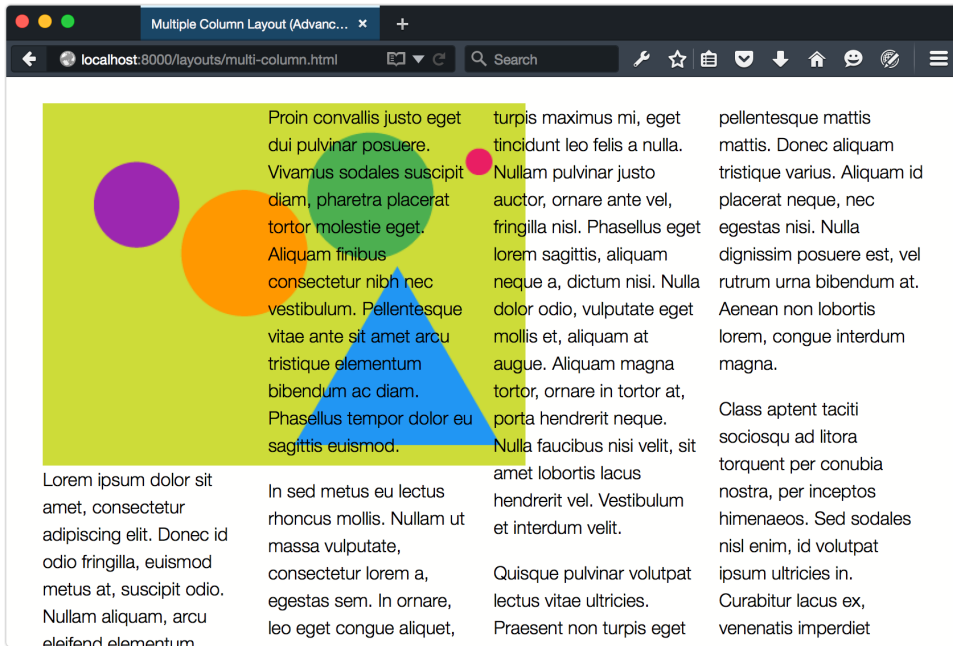 Multiple Column Layout (Advanc...
localhost:8000/layouts/multi-column.html
Search
Lorem ipsum dolor sit
amet, consectetur
adipiscing elit. Donec id
odio fringilla, euismod
metus at, suscipit odio.
Nullam aliquam, arcu
eleifend elementum
Proin convallis justo eget
dui pulvinar posuere.
Vivamus sodales suscipit
diam, pharetra placerat
tortor molestie eget.
Aliquam finibus
consectetur nibh nec
vestibulum. Pellentesque
vitae ante sit amet arcu
tristique elementum
bibendum ac diam.
Phasellus tempor dolor eu
sagittis euismod.
In sed metus eu lectus
rhoncus mollis. Nullam ut
massa vulputate,
consectetur lorem a,
egestas sem. In ornare,
leo eget congue aliquet,
turpis maximus mi, eget
tincidunt leo felis a nulla.
Nullam pulvinar justo
auctor, ornare ante vel,
fringilla nisl. Phasellus eget
lorem sagittis, aliquam
neque a, dictum nisi. Nulla
dolor odio, vulputate eget
mollis et, aliquam at
augue. Aliquam magna
tortor, ornare in tortor at,
porta hendrerit neque.
Nulla faucibus nisi velit, sit
amet lobortis lacus
hendrerit vel. Vestibulum
et interdum velit.
Quisque pulvinar volutpat
lectus vitae ultricies.
Praesent non turpis eget
pellentesque mattis
mattis. Donec aliquam
tristique varius. Aliquam id
placerat neque, nec
egestas nisi. Nulla
dignissim posuere est, vel
rutrum urna bibendum at.
Aenean non lobortis
lorem, congue interdum
magna.
Class aptent taciti
sociosqu ad litora
torquent per conubia
nostra, per inceptos
himenaeos. Sed sodales
nisl enim, id volutpat
ipsum ultricies in.
Curabitur lacus ex,
venenatis imperdiet